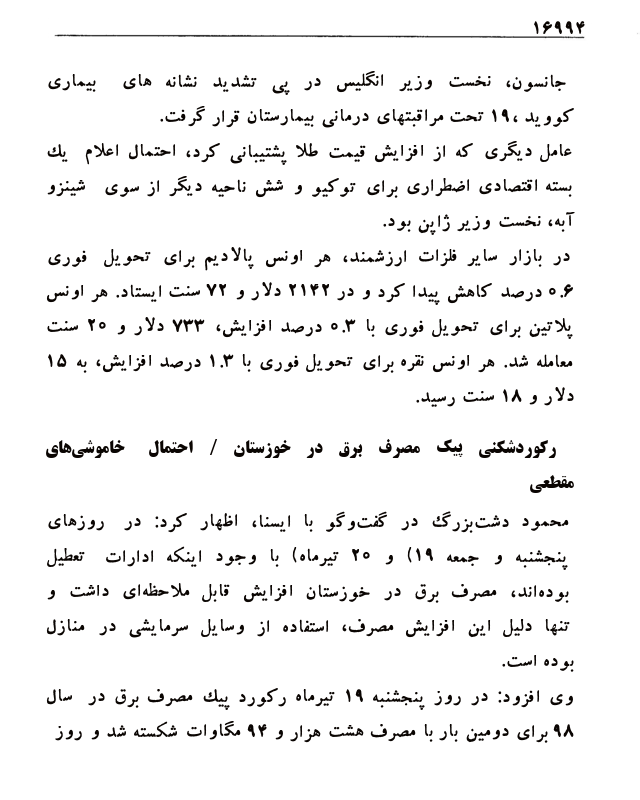 ۱۶۹۹۴
جانسون، نخست وزیر انگلیس در پی تشدید نشانه های بیماری
کووید ،۱۹ تحت مراقبتهای درمانی بیمارستان قرار گرفت.
عامل دیگری که از افزایش قیمت طلا پشتیبانی کرد، احتمال اعلام یك
بسته اقتصادی اضطراری برای توکیو و شش ناحیه دیگر از سوی شینزو
آبه، نخست وزیر ژاپن بود.
در بازار سایر فلزات ارزشمند، هر اونس پالادیم برای تحویل فوری
۰.۶ درصد کاهش پیدا کرد و در ۲۱۴۲ دلار و ۷۲ سنت ایستاد. هر اونس
پلاتین برای تحویل فوری با ۰.۳ درصد افزایش، ۷۳۳ دلار و ۲۰ سنت
معامله شد. هر اونس نقره برای تحویل فوری با ۱.۳ درصد افزایش، به ۱۵
دلار و ۱۸ سنت رسید.
رکوردشکنی پیک مصرف برق در خوزستان / احتمال خاموشی‌های
مقطعی
محمود دشت‌بزرگ در گفت‌وگو با ایسنا، اظهار کرد: در روزهای
پنجشنبه و جمعه ۱۹) و ۲۰ تیرماه) با وجود اینکه ادارات تعطیل
بوده‌اند، مصرف برق در خوزستان افزایش قابل ملاحظه‌ای داشت و
تنها دلیل این افزایش مصرف، استفاده از وسایل سرمایشی در منازل
بوده است.
وی افزود: در روز پنجشنبه ۱۹ تیرماه رکورد پیك مصرف برق در سال
۹۸ برای دومین بار با مصرف هشت هزار و ۹۴ مگاوات شکسته شد و روز